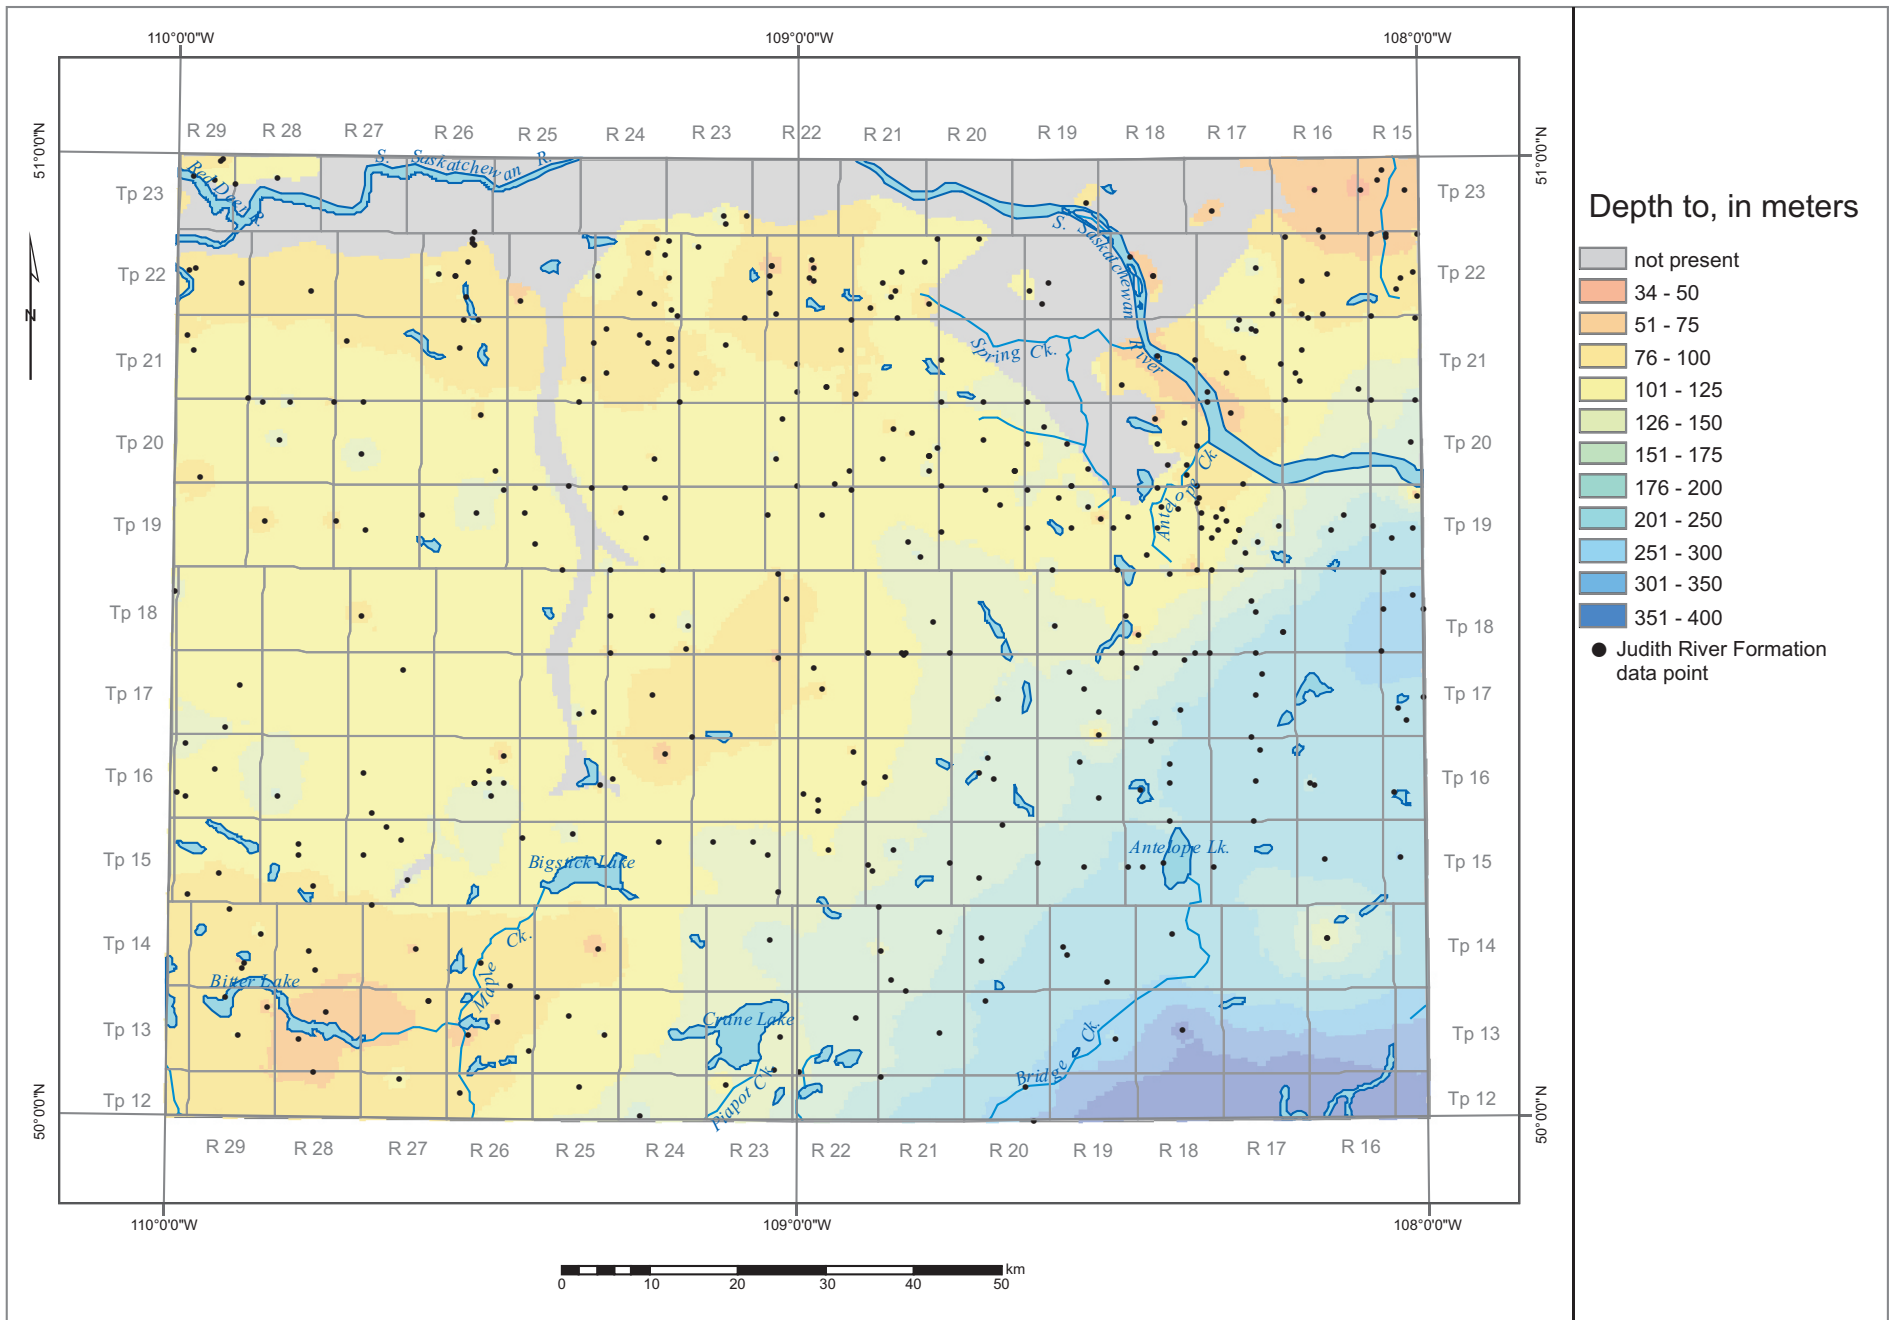 110°0'0"W 109°0'0"W 108°0'0"W
51°0'0"N 51°0'0"N
R 29 R 28 R 27 R 26 R 25 R 24 R 23 R 22 R 21 R 20 R 19 R 18 R 17 R 16 R 15
S. Saskatchewan R.
Red Deer R.
Tp 23 Tp 23
S. Saskatchewan River
Tp 22 Tp 22
N
Spring Ck.
Tp 21 Tp 21
Tp 20 Tp 20
Antelope Ck.
Tp 19 Tp 19
Tp 18 Tp 18
Tp 17 Tp 17
Tp 16 Tp 16
Antelope Lk.
Tp 15 Bigstick Lake Tp 15
Tp 14 Tp 14
Maple Ck.
Bitter Lake
Crane Lake
Tp 13 Tp 13
Bridge Ck.
Piapot Ck.
Tp 12 Tp 12
50°0'0"N 50°0'0"N
R 29 R 28 R 27 R 26 R 25 R 24 R 23 R 22 R 21 R 20 R 19 R 18 R 17 R 16
110°0'0"W 109°0'0"W 108°0'0"W
km
0 10 20 30 40 50
Depth to, in meters
not present
34 - 50
51 - 75
76 - 100
101 - 125
126 - 150
151 - 175
176 - 200
201 - 250
251 - 300
301 - 350
351 - 400
Judith River Formation
data point